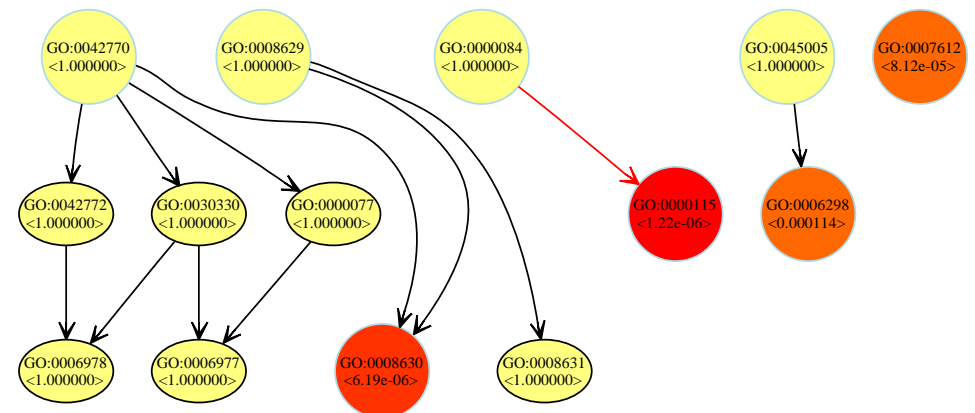 GO:0042770
<1.000000>
GO:0008629
<1.000000>
GO:0000084
<1.000000>
GO:0045005
<1.000000>
GO:0007612
<8.12e-05>
GO:0042772
<1.000000>
GO:0030330
<1.000000>
GO:0000077
<1.000000>
GO:0000115
<1.22e-06>
GO:0006298
<0.000114>
GO:0006978
<1.000000>
GO:0006977
<1.000000>
GO:0008630
<6.19e-06>
GO:0008631
<1.000000>